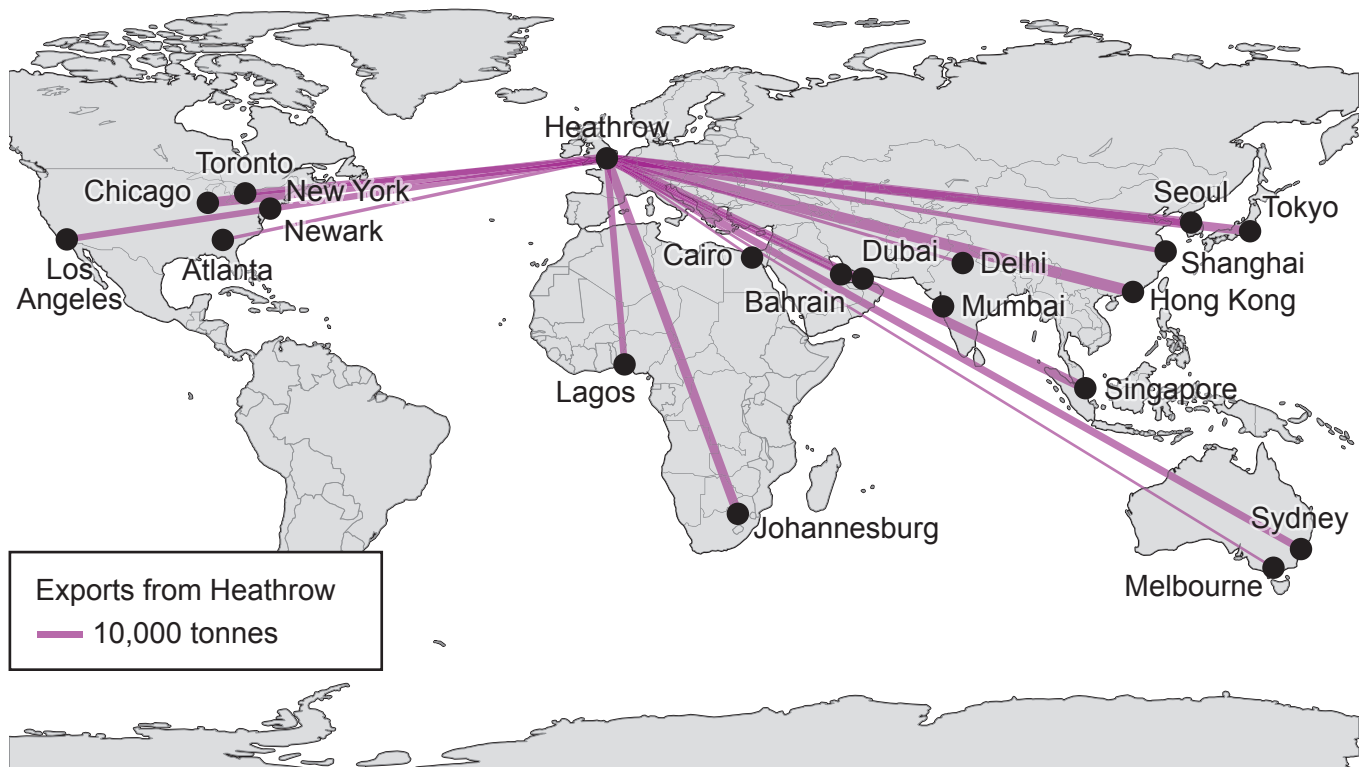 Heathrow
Toronto
Chicago
New York
Newark
Los
Angeles
Atlanta
Seoul
Tokyo
Cairo
Dubai
Delhi
Shanghai
Bahrain
Mumbai
Hong Kong
Lagos
Singapore
Johannesburg
Sydney
Melbourne
Exports from Heathrow
10,000 tonnes